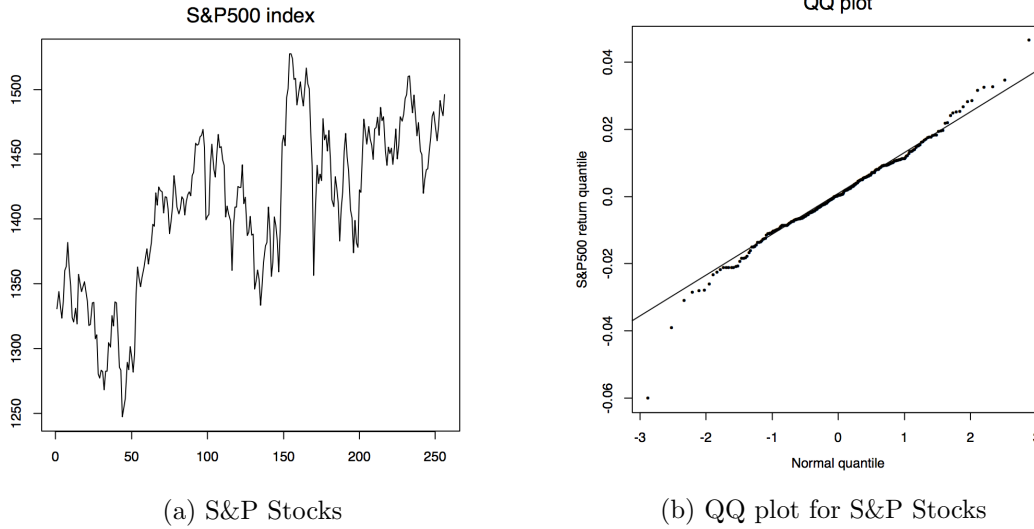 S&P500 index
QQ plot
1500
1450
1400
1350
1300
1250
0 50 100 150 200 250
S&P500 return quantile
0.04
0.02
0.0
-0.02
-0.04
-0.06
-3 -2 -1 0 1 2 3
Normal quantile
(a) S&P Stocks
(b) QQ plot for S&P Stocks